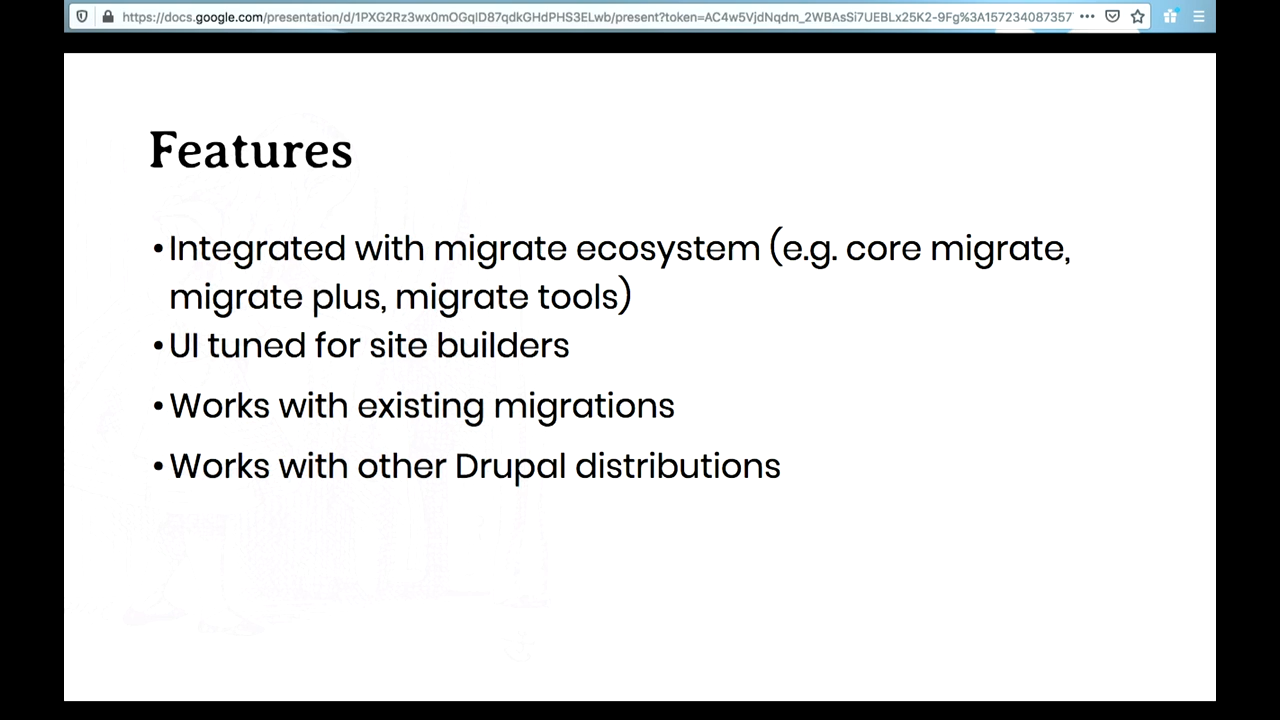 https://docs.google.com/presentation/d/1PXG2Rz3wx0mOGqlD87qdkGHdPHS3ELwb/present?token=AC4w5VjdNqdm_2WBAsSi7UEBLx25K2-9Fg%3A157234087357
Features
•Integrated with migrate ecosystem (e.g. core migrate,
migrate plus, migrate tools)
•UI tuned for site builders
•Works with existing migrations
•Works with other Drupal distributions